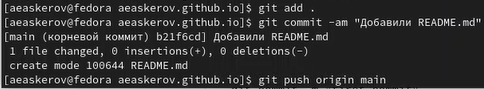 [aeaskerov@fedora aeaskerov.github.io]$ git add .
[aeaskerov@fedora aeaskerov.github.io]$ git commit -am "Добавили README.md"
[main (корневой коммит) b21f6cd] Добавили README.md
 1 file changed, 0 insertions(+), 0 deletions(-)
 create mode 100644 README.md
[aeaskerov@fedora aeaskerov.github.io]$ git push origin main